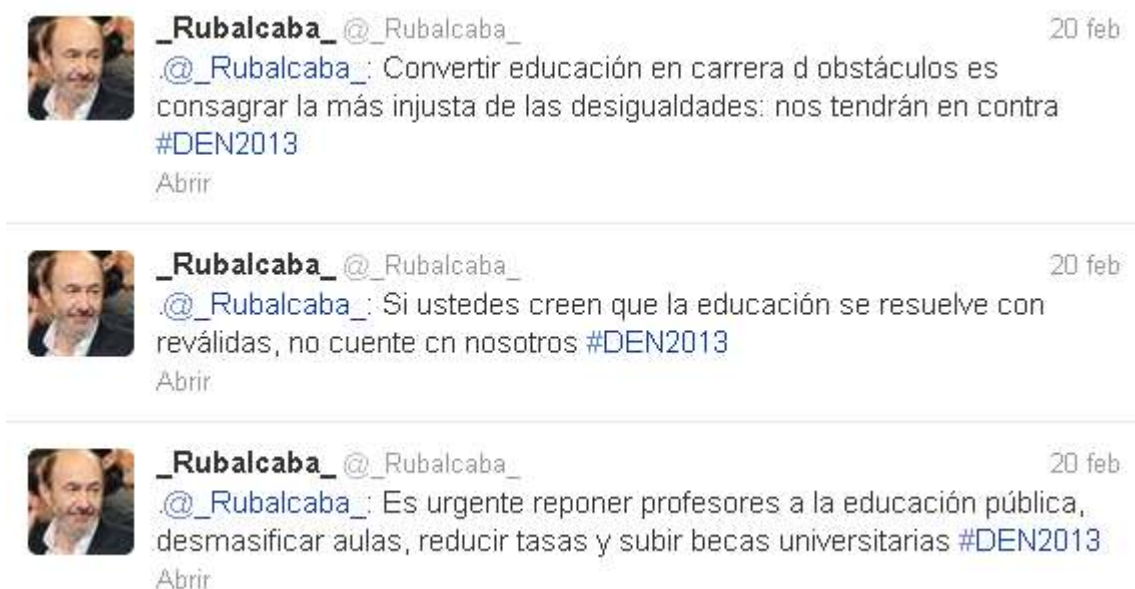 _Rubalcaba_ @_Rubalcaba_ 20 feb
.@_Rubalcaba_: Convertir educación en carrera d obstáculos es
consagrar la más injusta de las desigualdades: nos tendrán en contra
#DEN2013
Abrir
_Rubalcaba_ @_Rubalcaba_ 20 feb
.@_Rubalcaba_: Si ustedes creen que la educación se resuelve con
reválidas, no cuente cn nosotros #DEN2013
Abrir
_Rubalcaba_ @_Rubalcaba_ 20 feb
.@_Rubalcaba_: Es urgente reponer profesores a la educación pública,
desmasificar aulas, reducir tasas y subir becas universitarias #DEN2013
Abrir